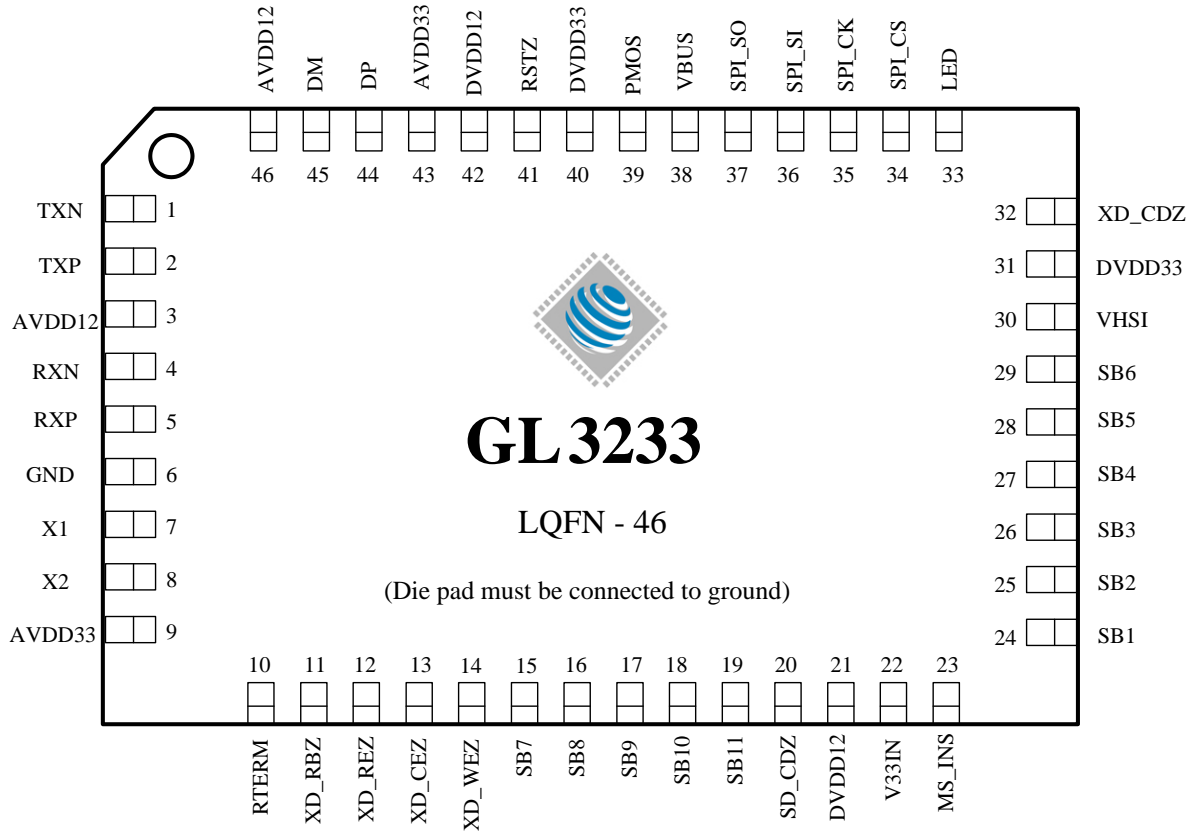 AVDD12 DM DP AVDD33 DVDD12 RSTZ DVDD33 PMOS VBUS SPI_SO SPI_SI SPI_CK SPI_CS LED
46 45 44 43 42 41 40 39 38 37 36 35 34 33
TXN 1
TXP 2
AVDD12 3
RXN 4
RXP 5
GND 6
X1 7
X2 8
AVDD33 9
32 XD_CDZ
31 DVDD33
30 VHSI
29 SB6
28 SB5
27 SB4
26 SB3
25 SB2
24 SB1
GL3233
LQFN - 46
(Die pad must be connected to ground)
10 11 12 13 14 15 16 17 18 19 20 21 22 23
RTERM XD_RBZ XD_REZ XD_CEZ XD_WEZ SB7 SB8 SB9 SB10 SB11 SD_CDZ DVDD12 V33IN MS_INS